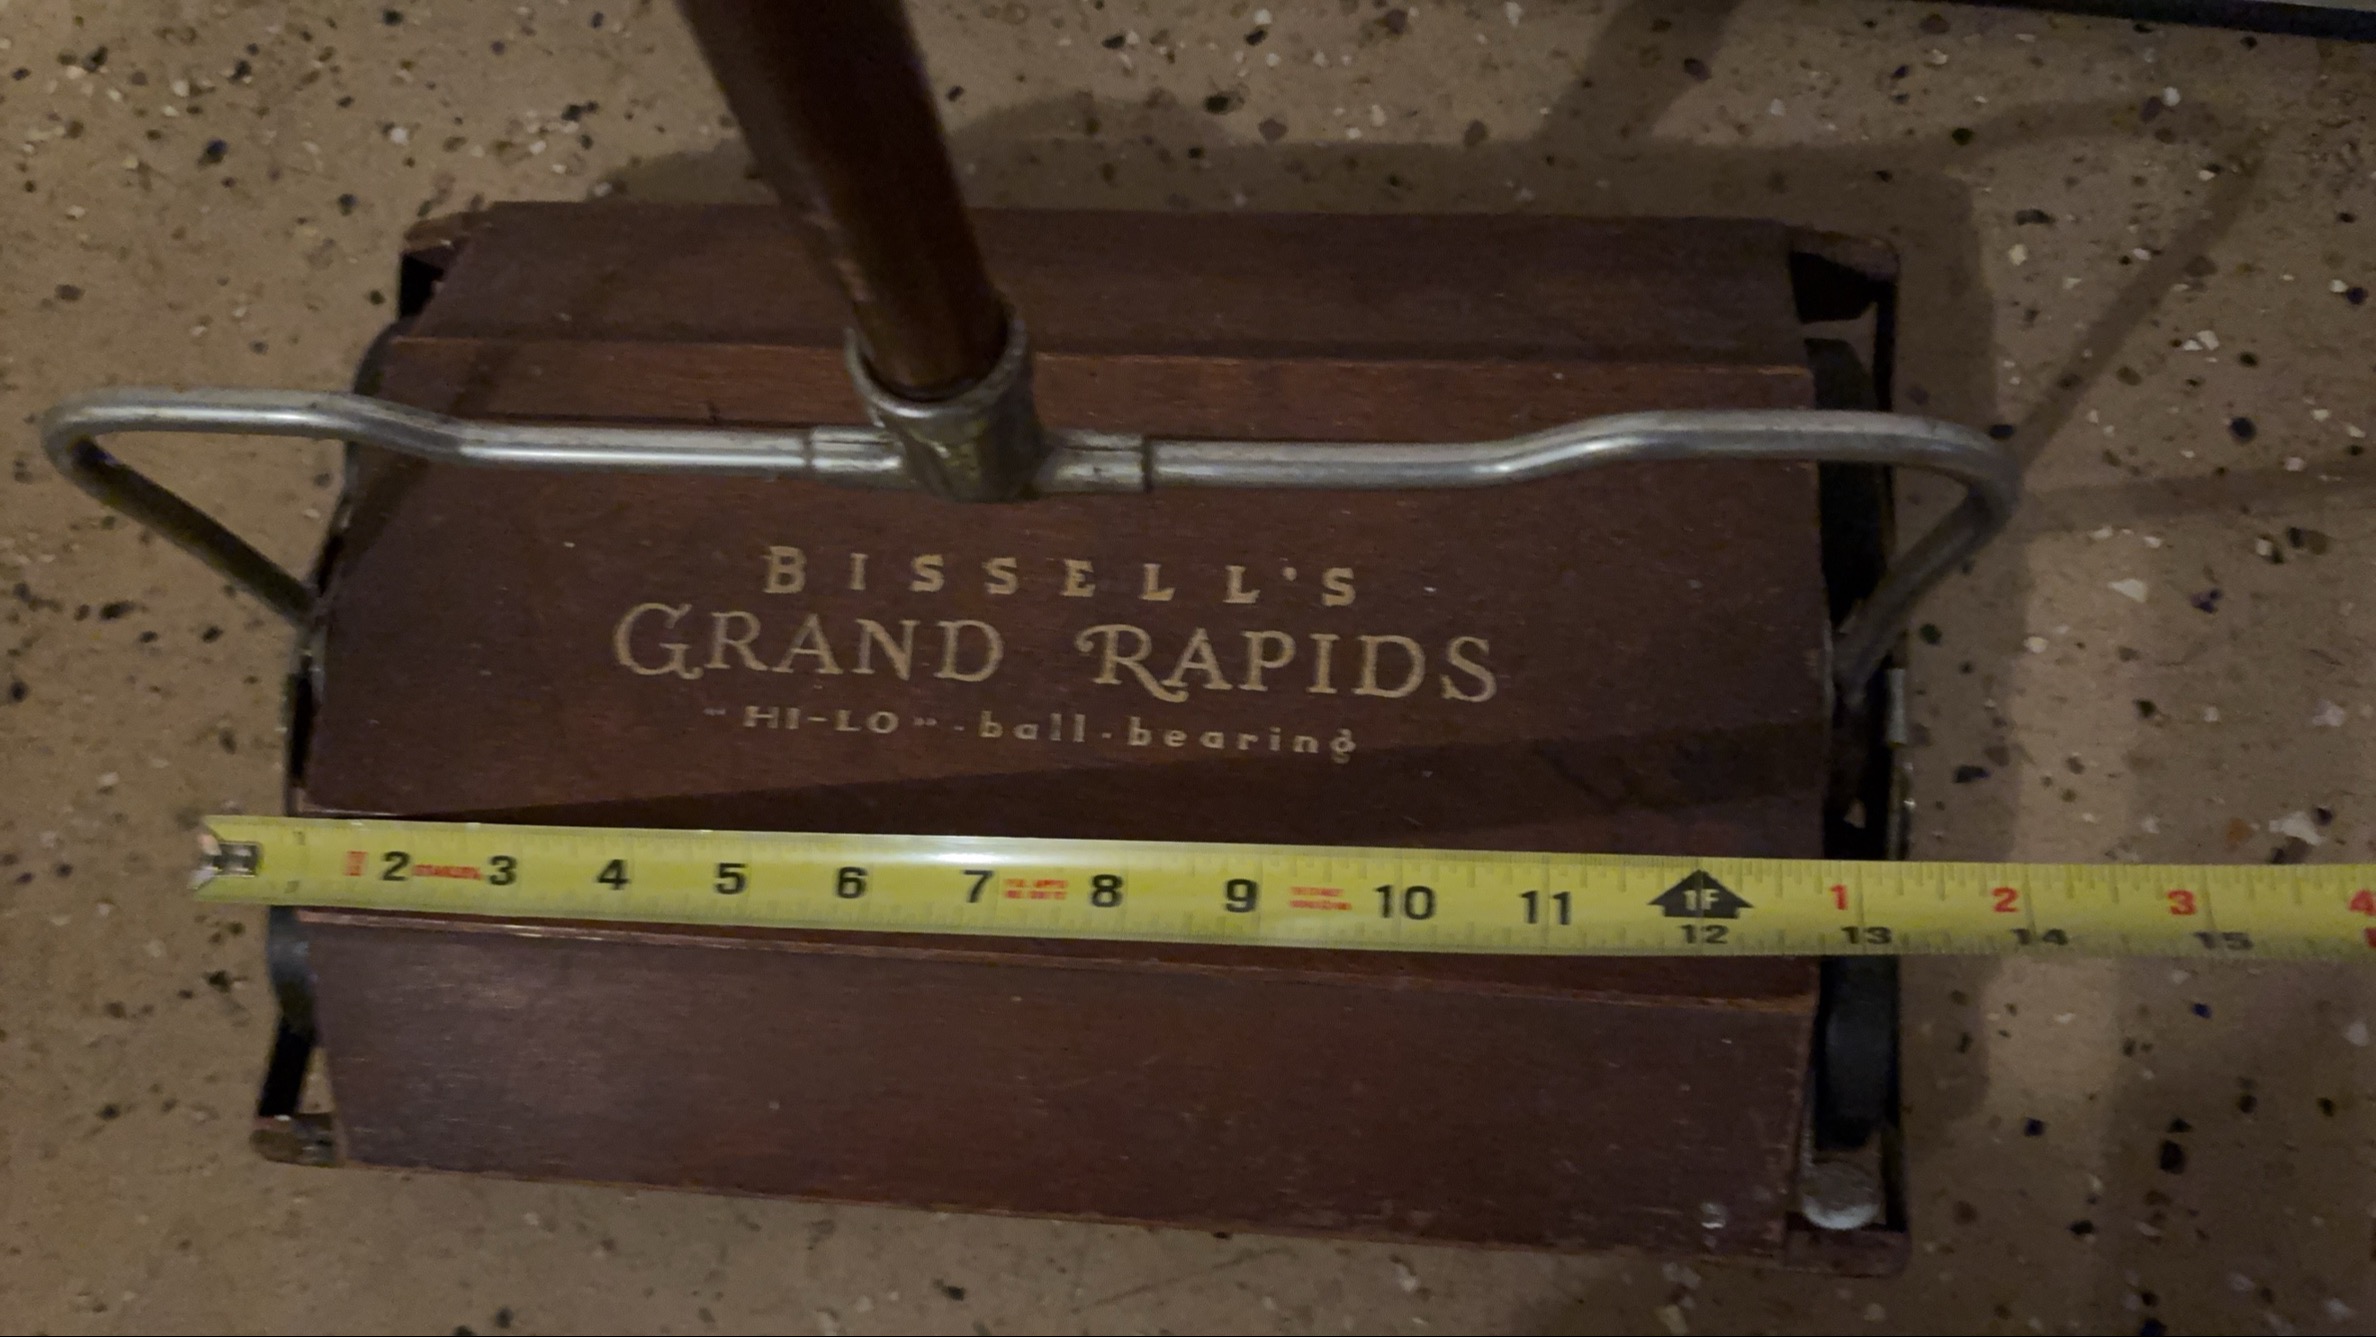 BISSELL'S
GRAND RAPIDS
"HI-LO" · ball · bearing
1 2 3 4 5 6 7 8 9 10 11 1F 1 2 3 4
12 13 14 15